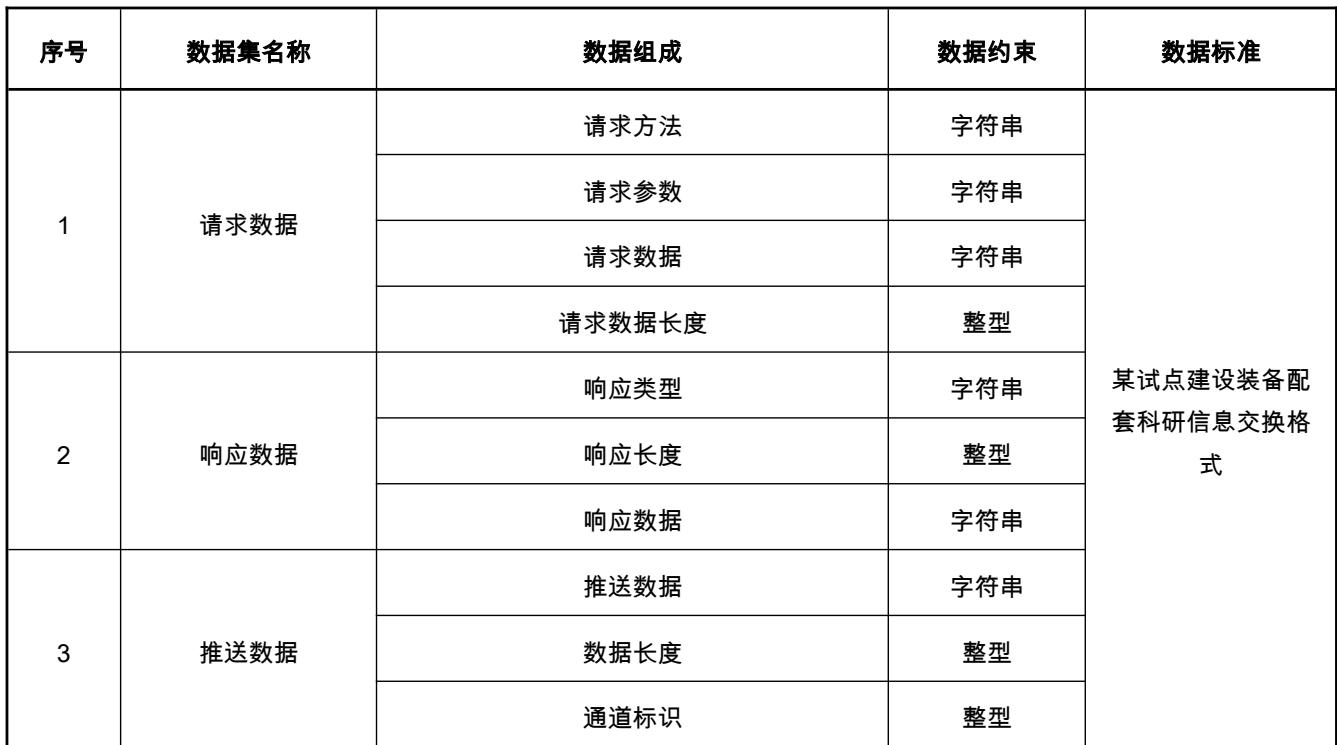 序号 数据集名称 数据组成 数据约束 数据标准
请求方法 字符串
请求参数 字符串
1 请求数据
请求数据 字符串
请求数据长度 整型
响应类型 字符串
某试点建设装备配
套科研信息交换格
式
2 响应数据 响应长度 整型
响应数据 字符串
推送数据 字符串
3 推送数据 数据长度 整型
通道标识 整型